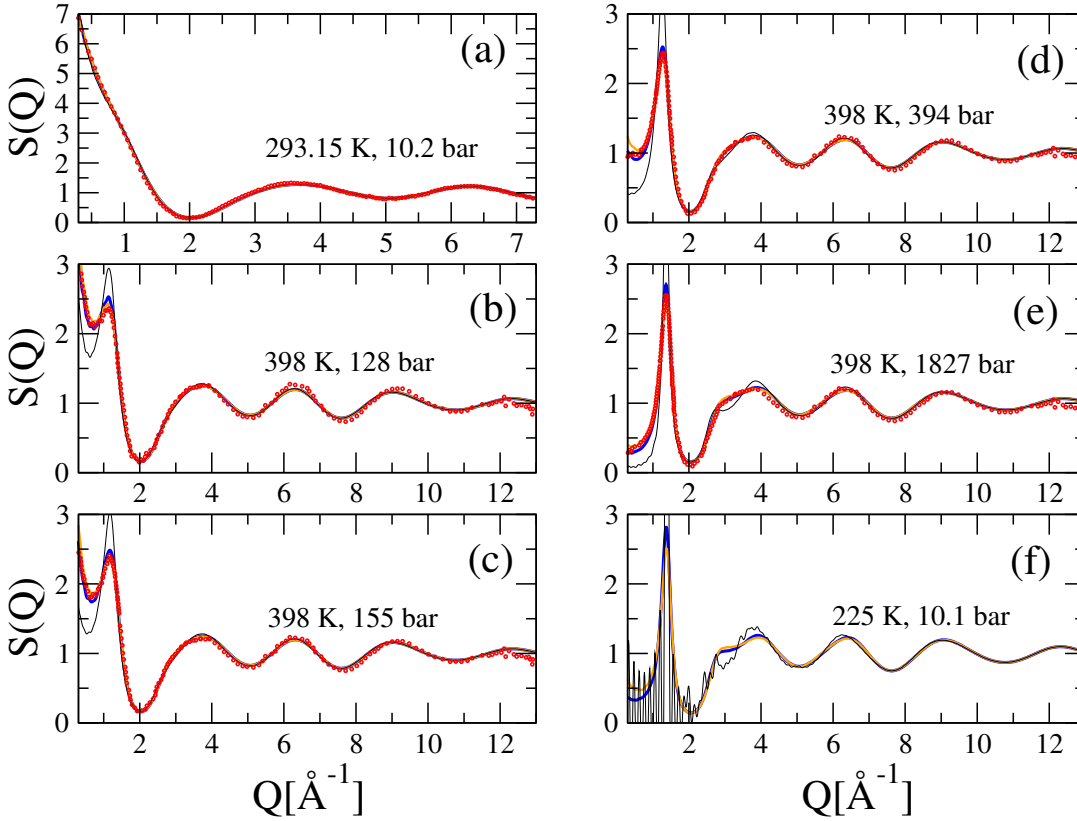 7
6
5
4
3
2
1
0
S(Q)
(a)
293.15 K, 10.2 bar
1 2 3 4 5 6 7
3
2
1
0
S(Q)
(b)
398 K, 128 bar
2 4 6 8 10 12
3
2
1
0
S(Q)
(c)
398 K, 155 bar
2 4 6 8 10 12
Q[Å⁻¹]
3
2
1
0
(d)
398 K, 394 bar
2 4 6 8 10 12
3
2
1
0
(e)
398 K, 1827 bar
2 4 6 8 10 12
3
2
1
0
(f)
225 K, 10.1 bar
2 4 6 8 10 12
Q[Å⁻¹]